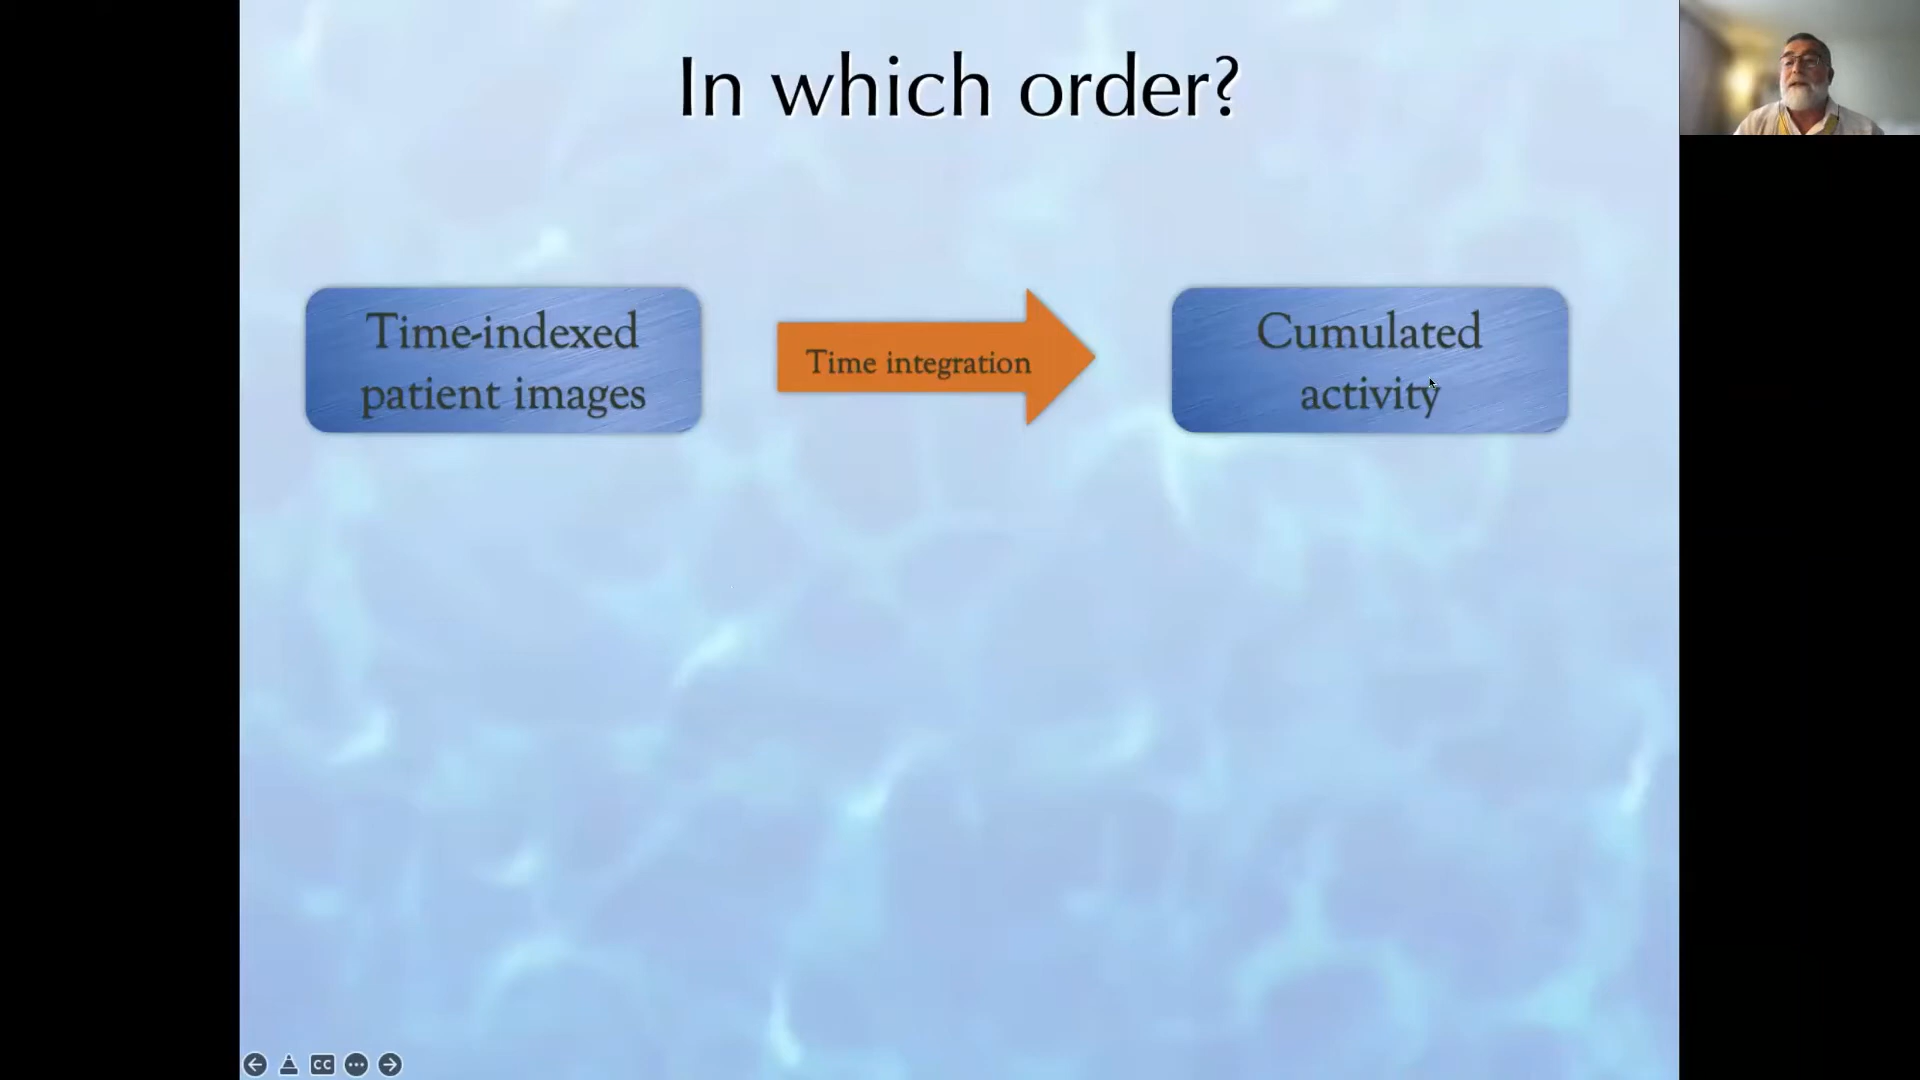 In which order?
Time-indexed
patient images
Time integration
Cumulated
activity
CC